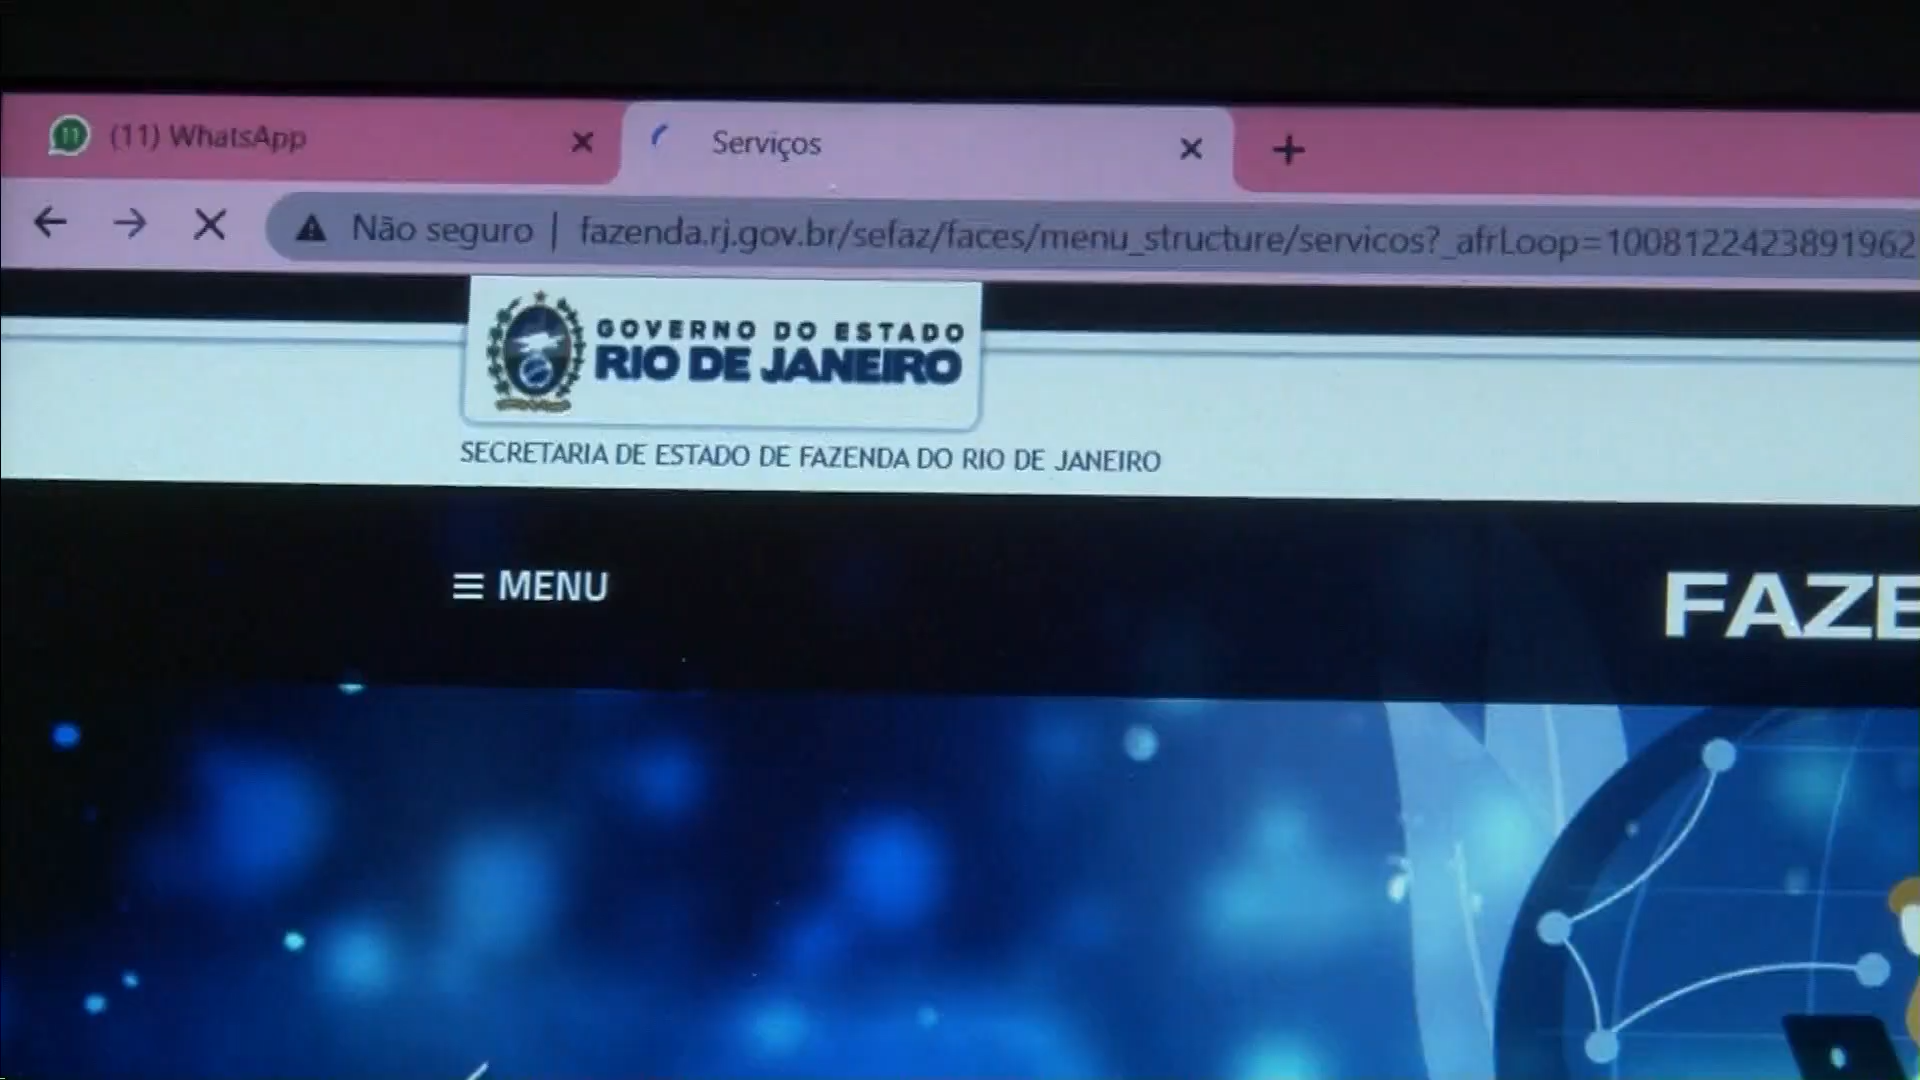 11 (11) WhatsApp
Serviços
Não seguro | fazenda.rj.gov.br/sefaz/faces/menu_structure/servicos?_afrLoop=1008122423891962
GOVERNO DO ESTADO
RIO DE JANEIRO
SECRETARIA DE ESTADO DE FAZENDA DO RIO DE JANEIRO
MENU
FAZE